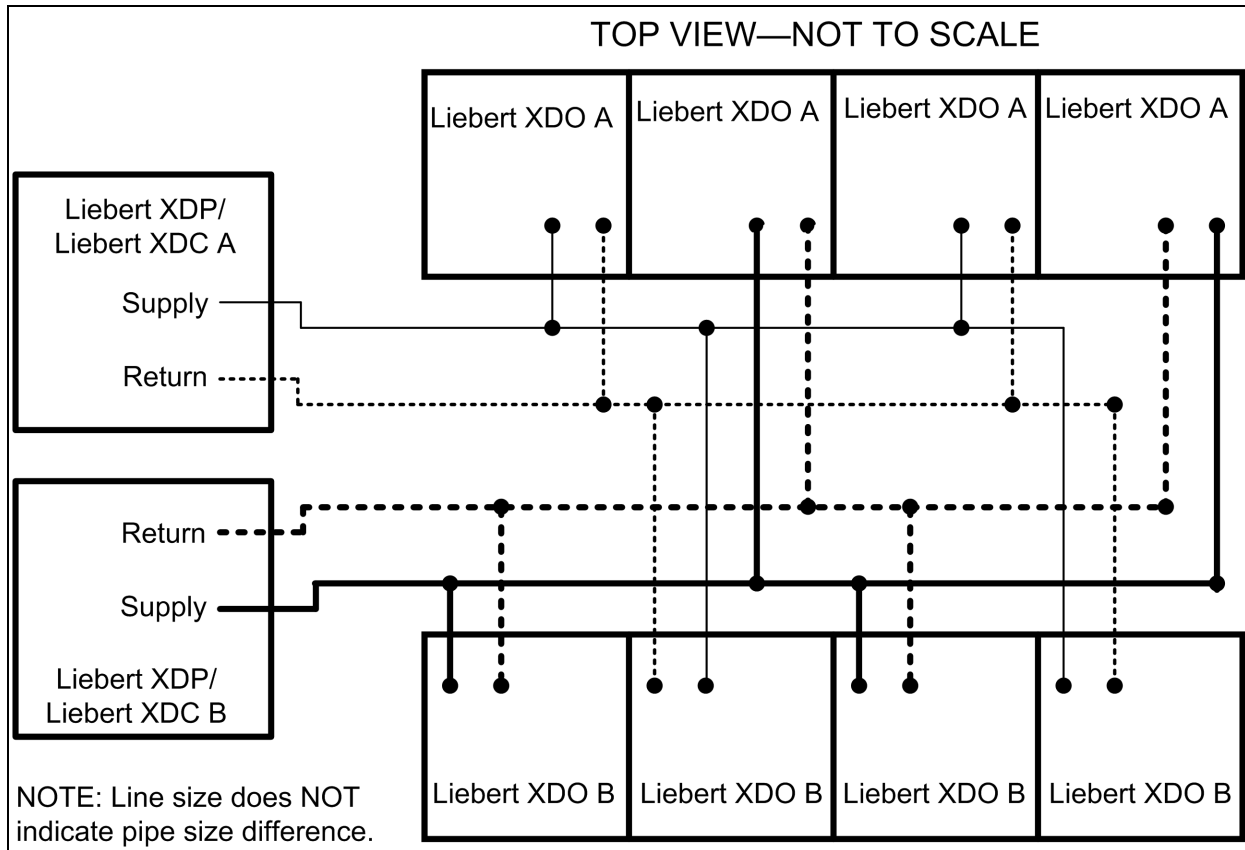 TOP VIEW—NOT TO SCALE
Liebert XDO A
Liebert XDO A
Liebert XDO A
Liebert XDO A
Liebert XDP/
Liebert XDC A
Supply
Return
Return
Supply
Liebert XDP/
Liebert XDC B
Liebert XDO B
Liebert XDO B
Liebert XDO B
Liebert XDO B
NOTE: Line size does NOT
indicate pipe size difference.